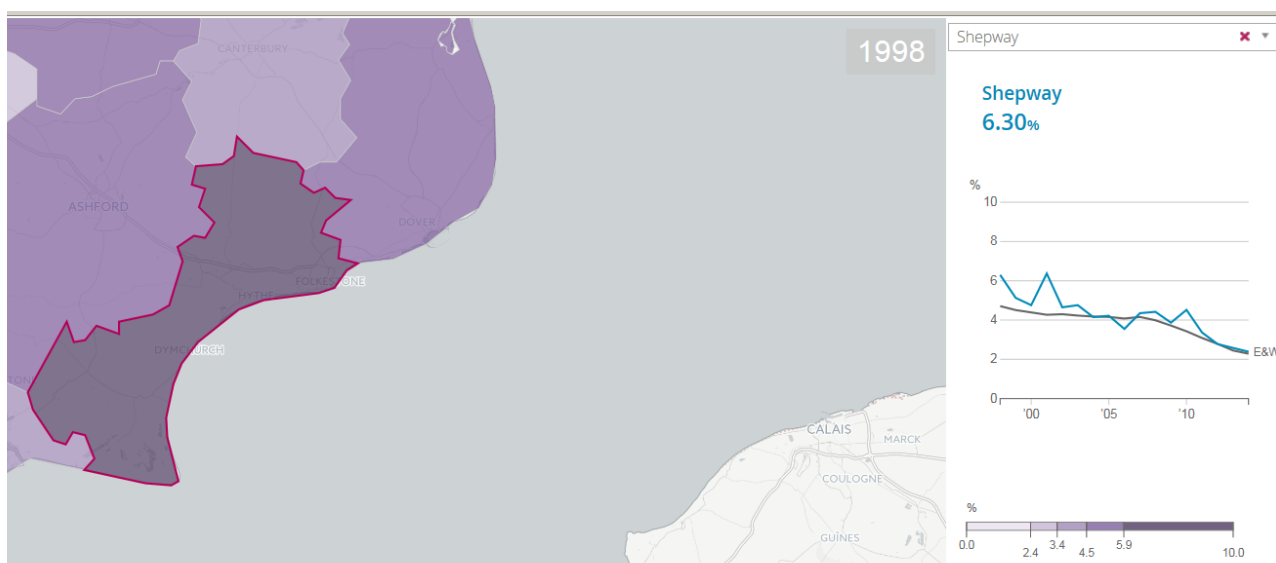 CANTERBURY
1998
ASHFORD
DOVER
FOLKESTONE
HYTHE
DYMCHURCH
CALAIS
MARCK
COULOGNE
GUÎNES
Shepway
Shepway
6.30%
%
10
8
6
4
2
0
E&W
'00 '05 '10
%
0.0 2.4 3.4 4.5 5.9 10.0